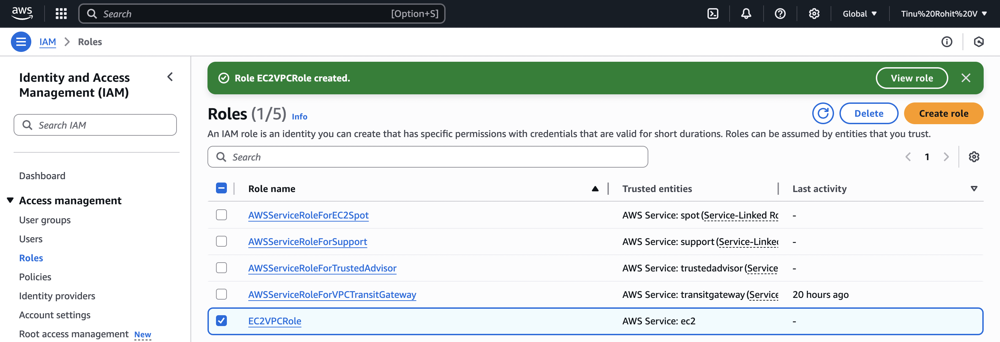 aws
Search
[Option+S]
Global
Tinu%20Rohit%20V
IAM
Roles
Identity and Access
Management (IAM)
Search IAM
Dashboard
Access management
User groups
Users
Roles
Policies
Identity providers
Account settings
Root access management New
Role EC2VPCRole created.
View role
Roles (1/5) Info
Delete
Create role
An IAM role is an identity you can create that has specific permissions with credentials that are valid for short durations. Roles can be assumed by entities that you trust.
Search
1
Role name
Trusted entities
Last activity
AWSServiceRoleForEC2Spot
AWS Service: spot (Service-Linked Ro
-
AWSServiceRoleForSupport
AWS Service: support (Service-Linked
-
AWSServiceRoleForTrustedAdvisor
AWS Service: trustedadvisor (Service
-
AWSServiceRoleForVPCTransitGateway
AWS Service: transitgateway (Service
20 hours ago
EC2VPCRole
AWS Service: ec2
-